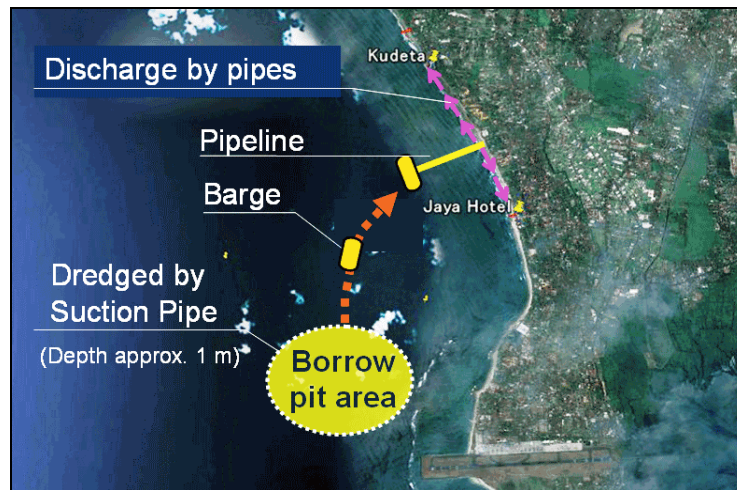 Discharge by pipes
Kudeta
Pipeline
Barge
Jaya Hotel
Dredged by
Suction Pipe
(Depth approx. 1 m)
Borrow
pit area